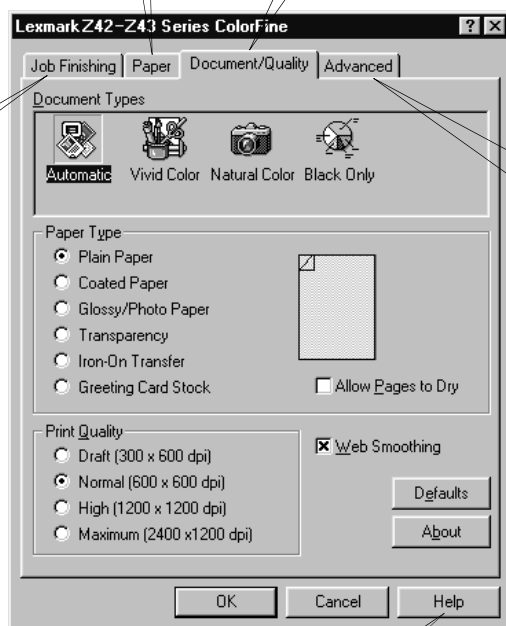 Lexmark Z42–Z43 Series ColorFine
Job Finishing Paper Document/Quality Advanced
Document Types
Automatic Vivid Color Natural Color Black Only
Paper Type
Plain Paper
Coated Paper
Glossy/Photo Paper
Transparency
Iron-On Transfer
Greeting Card Stock
Allow Pages to Dry
Print Quality
Draft (300 x 600 dpi)
Normal (600 x 600 dpi)
High (1200 x 1200 dpi)
Maximum (2400 x1200 dpi)
Web Smoothing
Defaults
About
OK Cancel Help